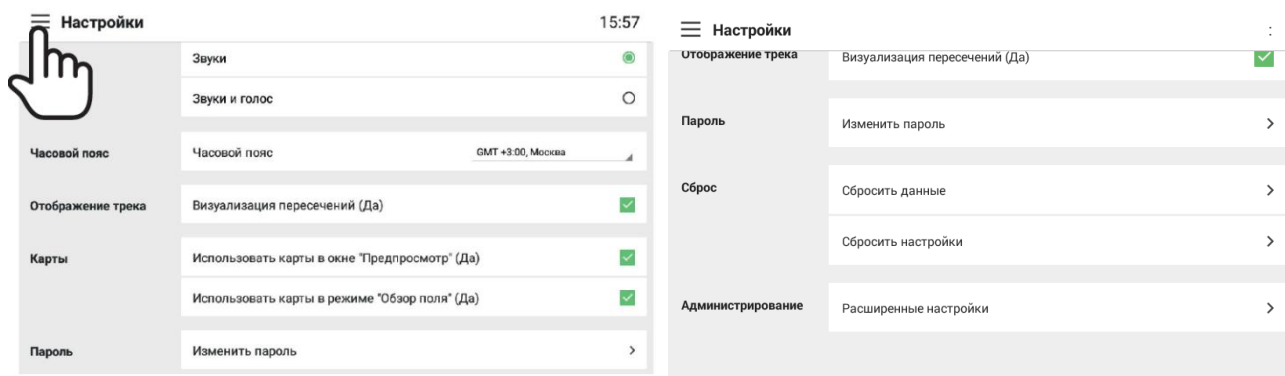 Настройки 15:57
Звуки
Звуки и голос
Часовой пояс Часовой пояс GMT +3:00, Москва
Отображение трека Визуализация пересечений (Да)
Карты Использовать карты в окне "Предпросмотр" (Да)
Использовать карты в режиме "Обзор поля" (Да)
Пароль Изменить пароль
Настройки :
Отображение трека Визуализация пересечений (Да)
Пароль Изменить пароль
Сброс Сбросить данные
Сбросить настройки
Администрирование Расширенные настройки